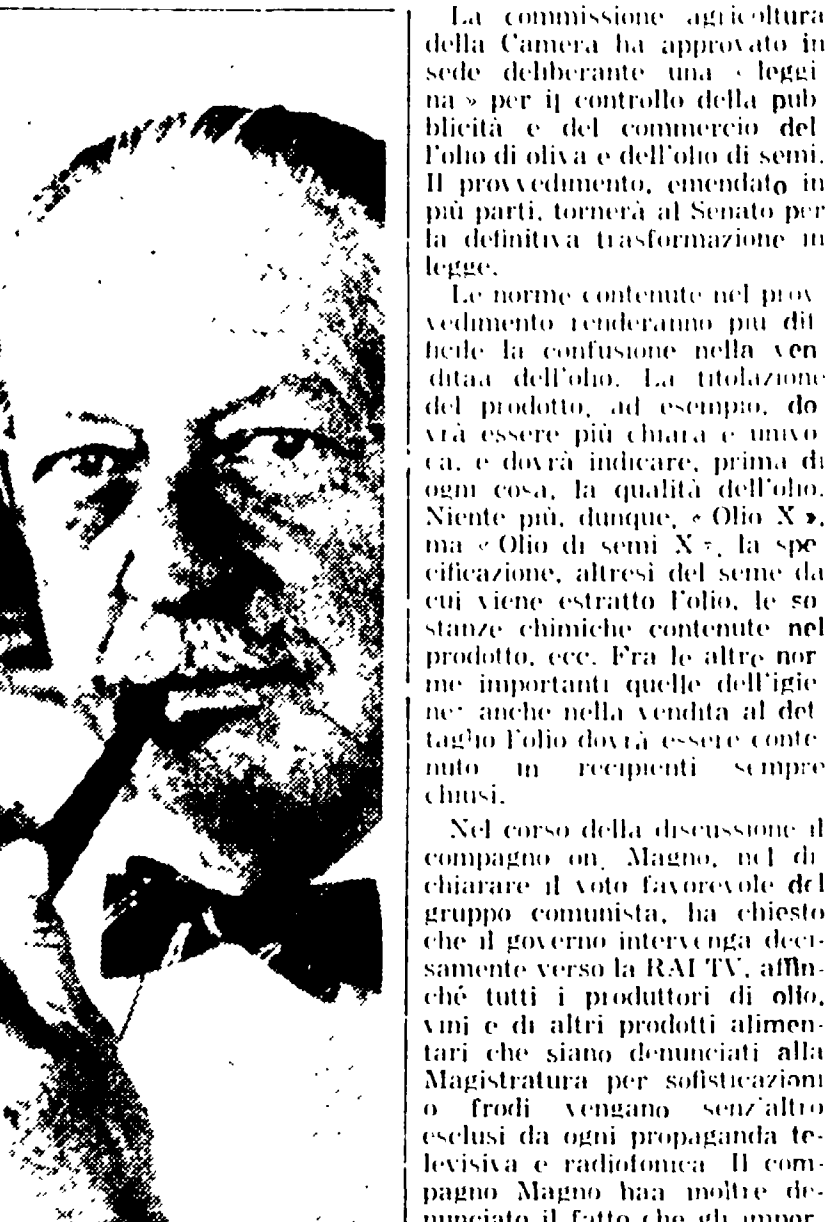 La commissione agricoltura
della Camera ha approvato in
sede deliberante una « leggi
na » per il controllo della pub
blicità e del commercio del
l'olio di oliva e dell'olio di semi.
Il provvedimento, emendato in
più parti, tornerà al Senato per
la definitiva trasformazione in
legge.
Le norme contenute nel prov
vedimento renderanno più dif
ficile la confusione nella ven
ditaa dell'olio. La titolazione
del prodotto, ad esempio, do
vrà essere più chiara e univo
ca, e dovrà indicare, prima di
ogni cosa, la qualità dell'olio.
Niente più, dunque, « Olio X »,
ma « Olio di semi X », la spe
cificazione, altresì del seme da
cui viene estratto l'olio, le so
stanze chimiche contenute nel
prodotto, ecc. Fra le altre nor
me importanti quelle dell'igie
ne: anche nella vendita al det
taglio l'olio dovrà essere conte
nuto in recipienti sempre
chiusi.
Nel corso della discussione il
compagno on. Magno, nel di
chiarare il voto favorevole del
gruppo comunista, ha chiesto
che il governo intervenga deci-
samente verso la RAI TV, affin-
ché tutti i produttori di olio,
vini e di altri prodotti alimen-
tari che siano denunciati alla
Magistratura per sofisticazioni
o frodi vengano senz'altro
esclusi da ogni propaganda te-
levisiva e radiofonica Il com-
pagno Magno haa inoltre de-
nunciato il fatto che gli impor-